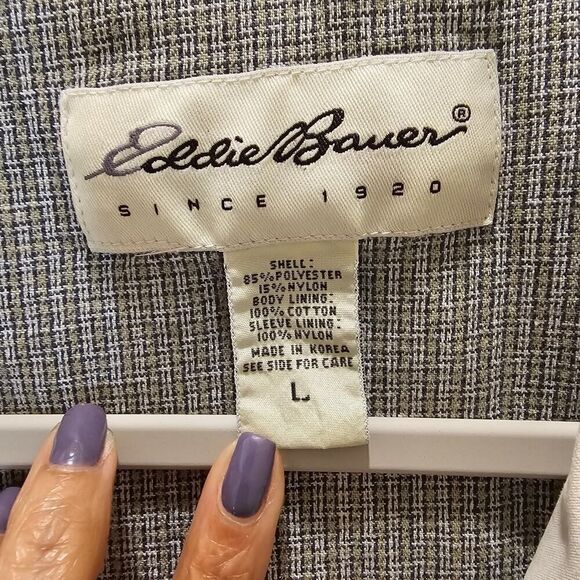 Eddie Bauer®
SINCE 1920
SHELL:
85% POLYESTER
15% NYLON
BODY LINING:
100% COTTON
SLEEVE LINING:
100% NYLON
MADE IN KOREA
SEE SIDE FOR CARE
L